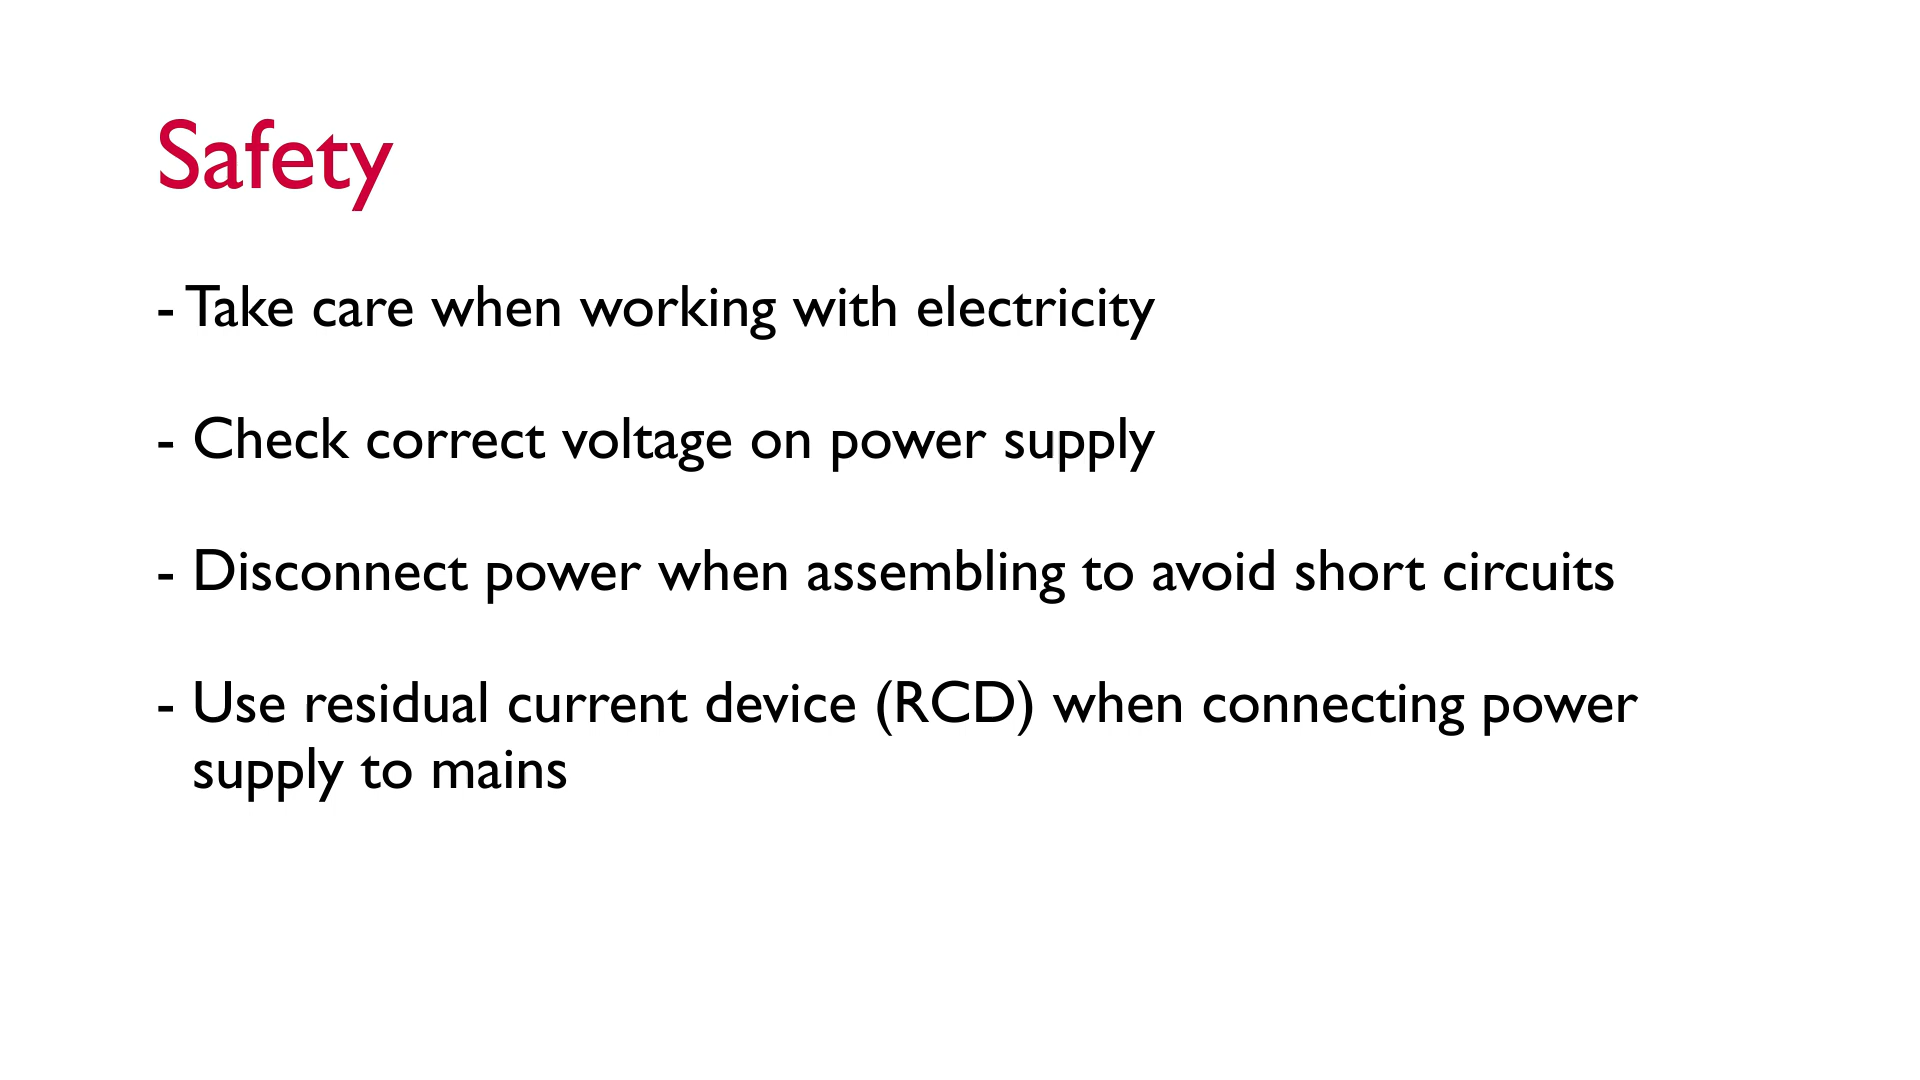 Safety
- Take care when working with electricity
- Check correct voltage on power supply
- Disconnect power when assembling to avoid short circuits
- Use residual current device (RCD) when connecting power
supply to mains